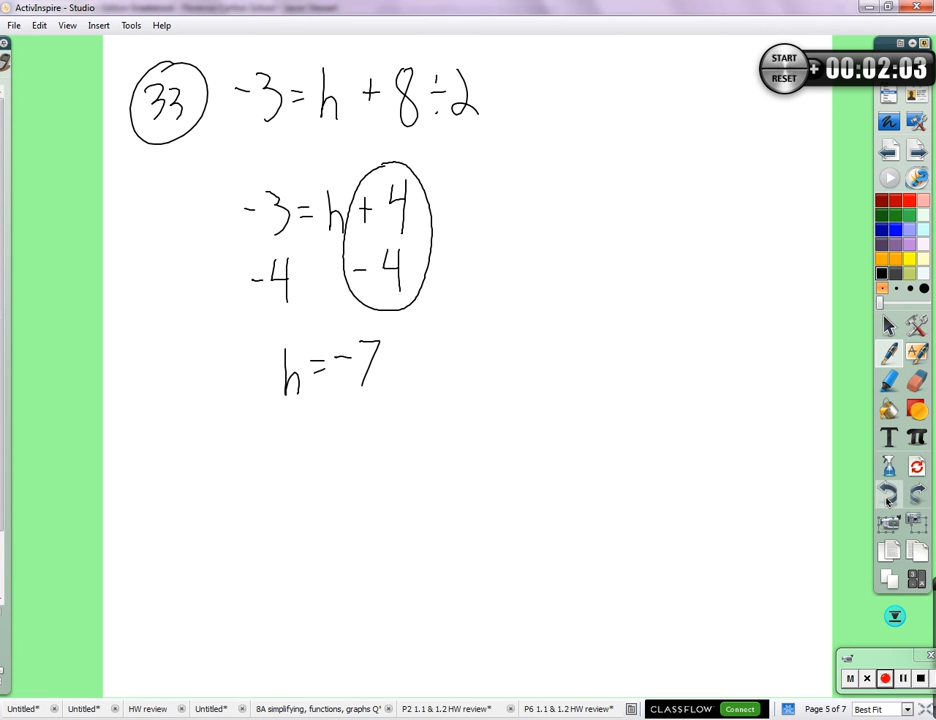 ActivInspire - Studio
File Edit View Insert Tools Help
START
RESET
+ 00:02:03
33 -3 = h + 8 ÷ 2
-3 = h + 4
-4 - 4
h = -7
T π
M
Untitled* Untitled* HW review Untitled* 8A simplifying, functions, graphs Q* P2 1.1 & 1.2 HW review* P6 1.1 & 1.2 HW review* CLASSFLOW Connect Page 5 of 7 Best Fit